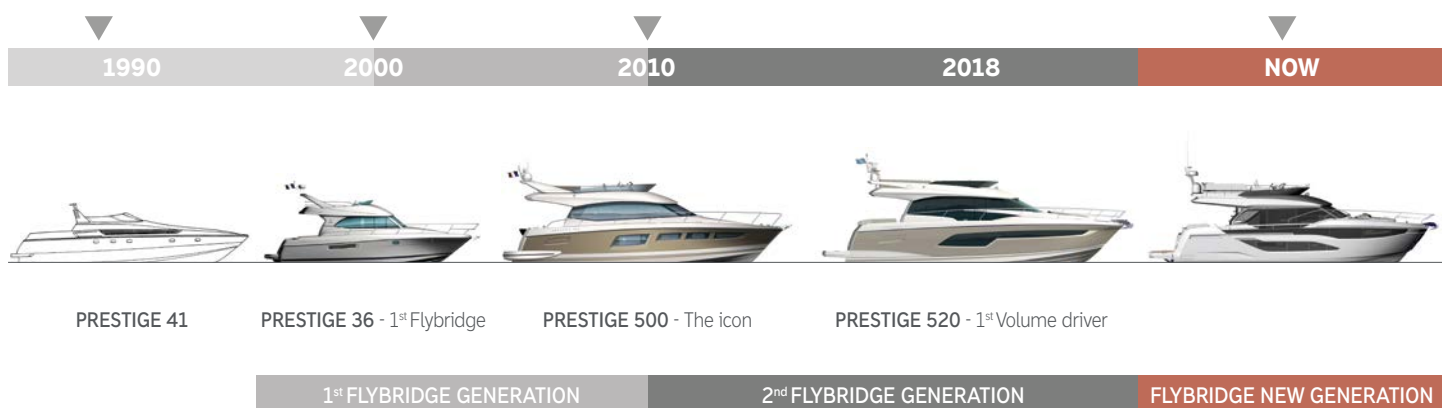 1990 2000 2010 2018 NOW
PRESTIGE 41 PRESTIGE 36 - 1st Flybridge PRESTIGE 500 - The icon PRESTIGE 520 - 1st Volume driver
1st FLYBRIDGE GENERATION 2nd FLYBRIDGE GENERATION FLYBRIDGE NEW GENERATION